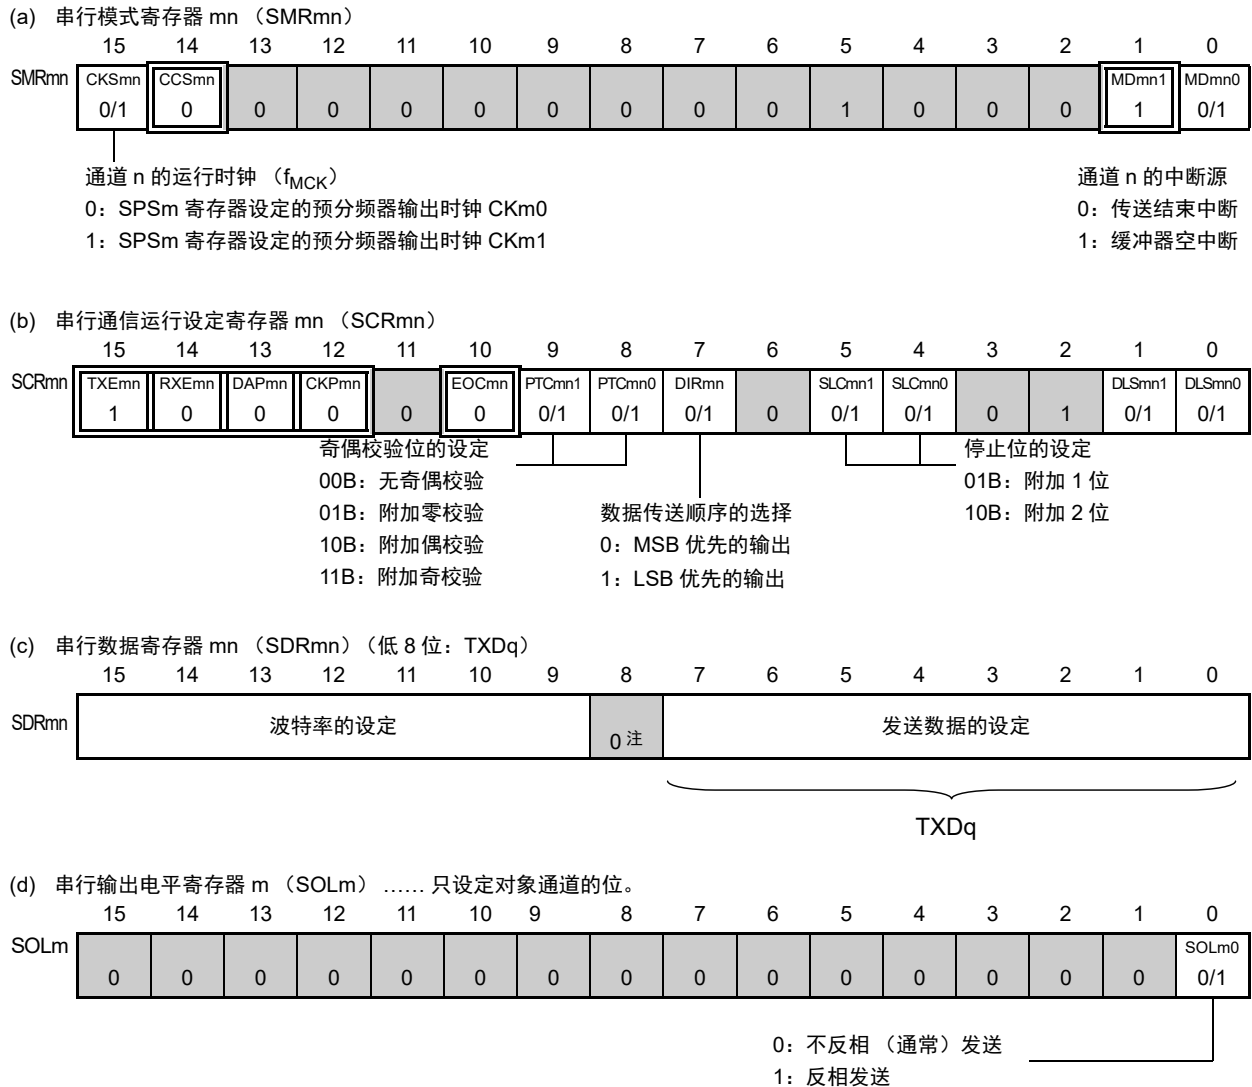 (a) 串行模式寄存器 mn （SMRmn）
15 14 13 12 11 10 9 8 7 6 5 4 3 2 1 0
SMRmn CKSmn CCSmn MDmn1 MDmn0
0/1 0 0 0 0 0 0 0 0 0 1 0 0 0 1 0/1
通道 n 的运行时钟 （fMCK） 通道 n 的中断源
0：SPSm 寄存器设定的预分频器输出时钟 CKm0 0：传送结束中断
1：SPSm 寄存器设定的预分频器输出时钟 CKm1 1：缓冲器空中断
(b) 串行通信运行设定寄存器 mn （SCRmn）
15 14 13 12 11 10 9 8 7 6 5 4 3 2 1 0
SCRmn TXEmn RXEmn DAPmn CKPmn EOCmn PTCmn1 PTCmn0 DIRmn SLCmn1 SLCmn0 DLSmn1 DLSmn0
1 0 0 0 0 0 0/1 0/1 0/1 0 0/1 0/1 0 1 0/1 0/1
奇偶校验位的设定 停止位的设定
00B：无奇偶校验 01B：附加 1 位
01B：附加零校验 数据传送顺序的选择 10B：附加 2 位
10B：附加偶校验 0：MSB 优先的输出
11B：附加奇校验 1：LSB 优先的输出
(c) 串行数据寄存器 mn （SDRmn）（低 8 位：TXDq）
15 14 13 12 11 10 9 8 7 6 5 4 3 2 1 0
SDRmn 波特率的设定 0 注 发送数据的设定
TXDq
(d) 串行输出电平寄存器 m （SOLm） …… 只设定对象通道的位。
15 14 13 12 11 10 9 8 7 6 5 4 3 2 1 0
SOLm SOLm0
0 0 0 0 0 0 0 0 0 0 0 0 0 0 0 0/1
0：不反相 （通常）发送
1：反相发送